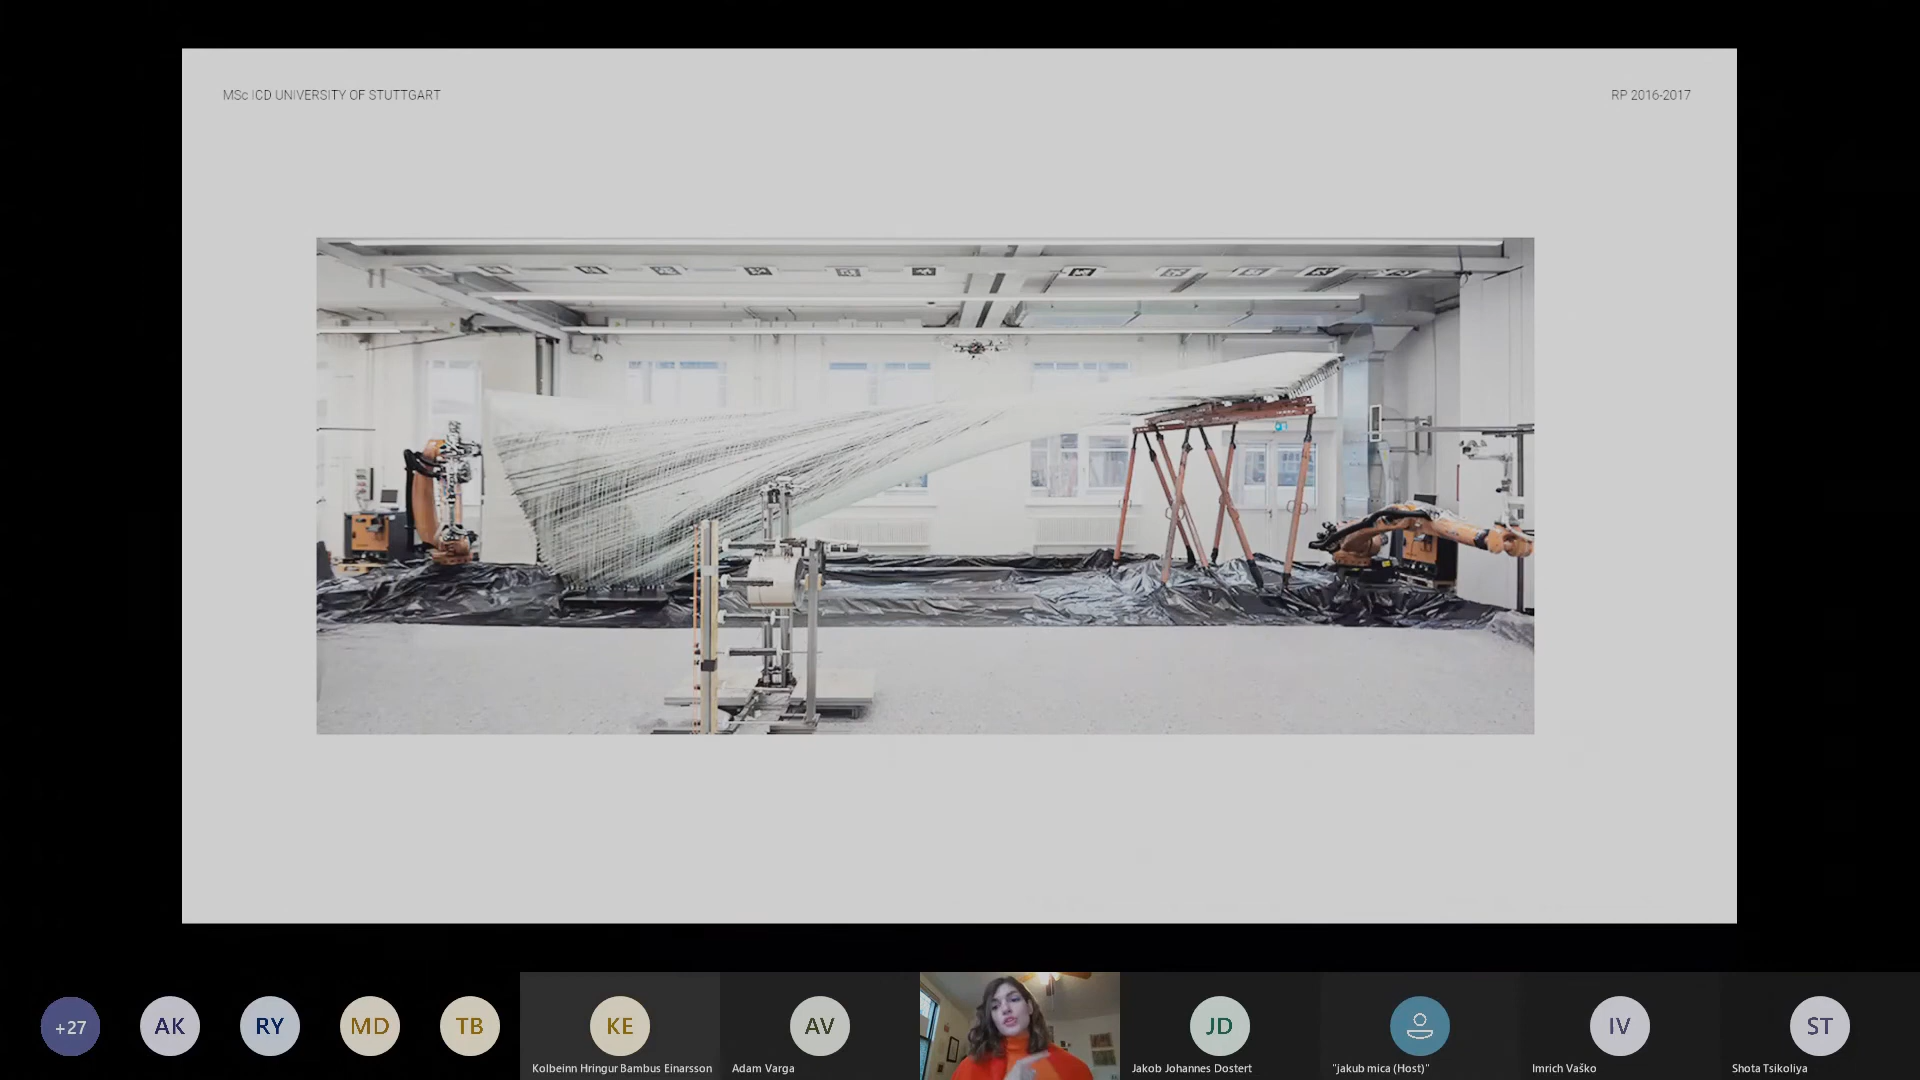 MSc ICD UNIVERSITY OF STUTTGART
RP 2016-2017
+27
AK
RY
MD
TB
KE
AV
JD
IV
ST
Kolbeinn Hringur Bambus Einarsson
Adam Varga
Jakob Johannes Dostert
"jakub mica (Host)"
Imrich Vaško
Shota Tsikoliya